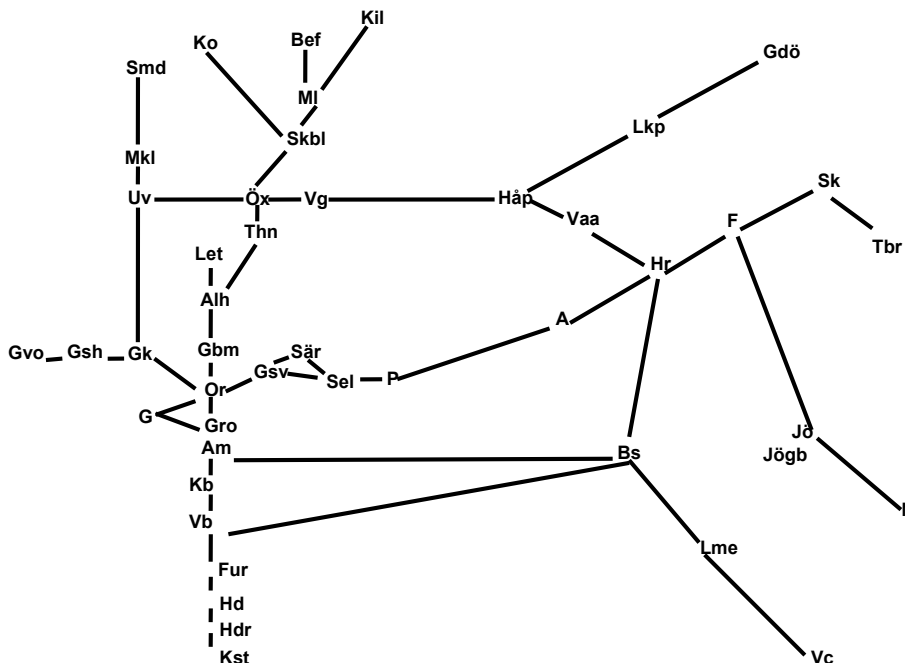 Kil
Ko
Bef
Gdö
Smd
Ml
Lkp
Skbl
Mkl
Sk
Uv
Öx
Vg
Håp
Vaa
F
Thn
Tbr
Let
Hr
Alh
A
Gvo
Gsh
Gk
Gbm
Sär
Gsv
Sel
P
Or
G
Gro
Jö
Am
Bs
Jögb
Kb
Vb
Lme
Fur
Hd
Hdr
Kst
Vc